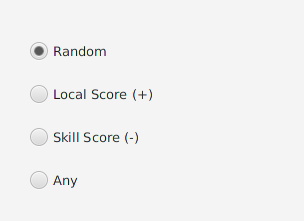 Random
Local Score (+)
Skill Score (-)
Any